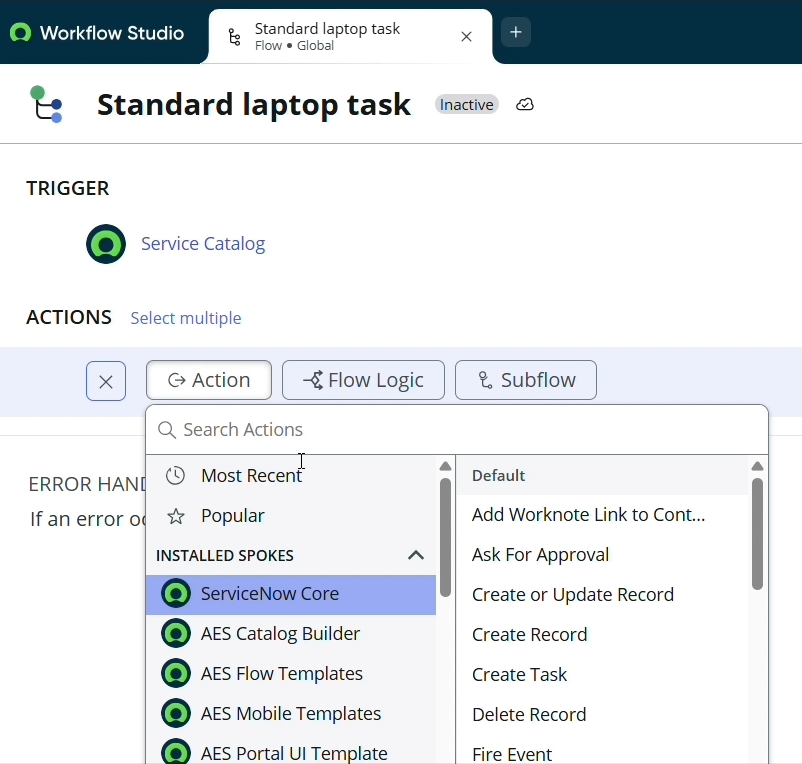 Workflow Studio
Standard laptop task
Flow • Global
Standard laptop task
Inactive
TRIGGER
Service Catalog
ACTIONS Select multiple
Action Flow Logic Subflow
Search Actions
ERROR HAND
If an error oc
Most Recent
Popular
INSTALLED SPOKES
ServiceNow Core
AES Catalog Builder
AES Flow Templates
AES Mobile Templates
AES Portal UI Template
Default
Add Worknote Link to Cont...
Ask For Approval
Create or Update Record
Create Record
Create Task
Delete Record
Fire Event